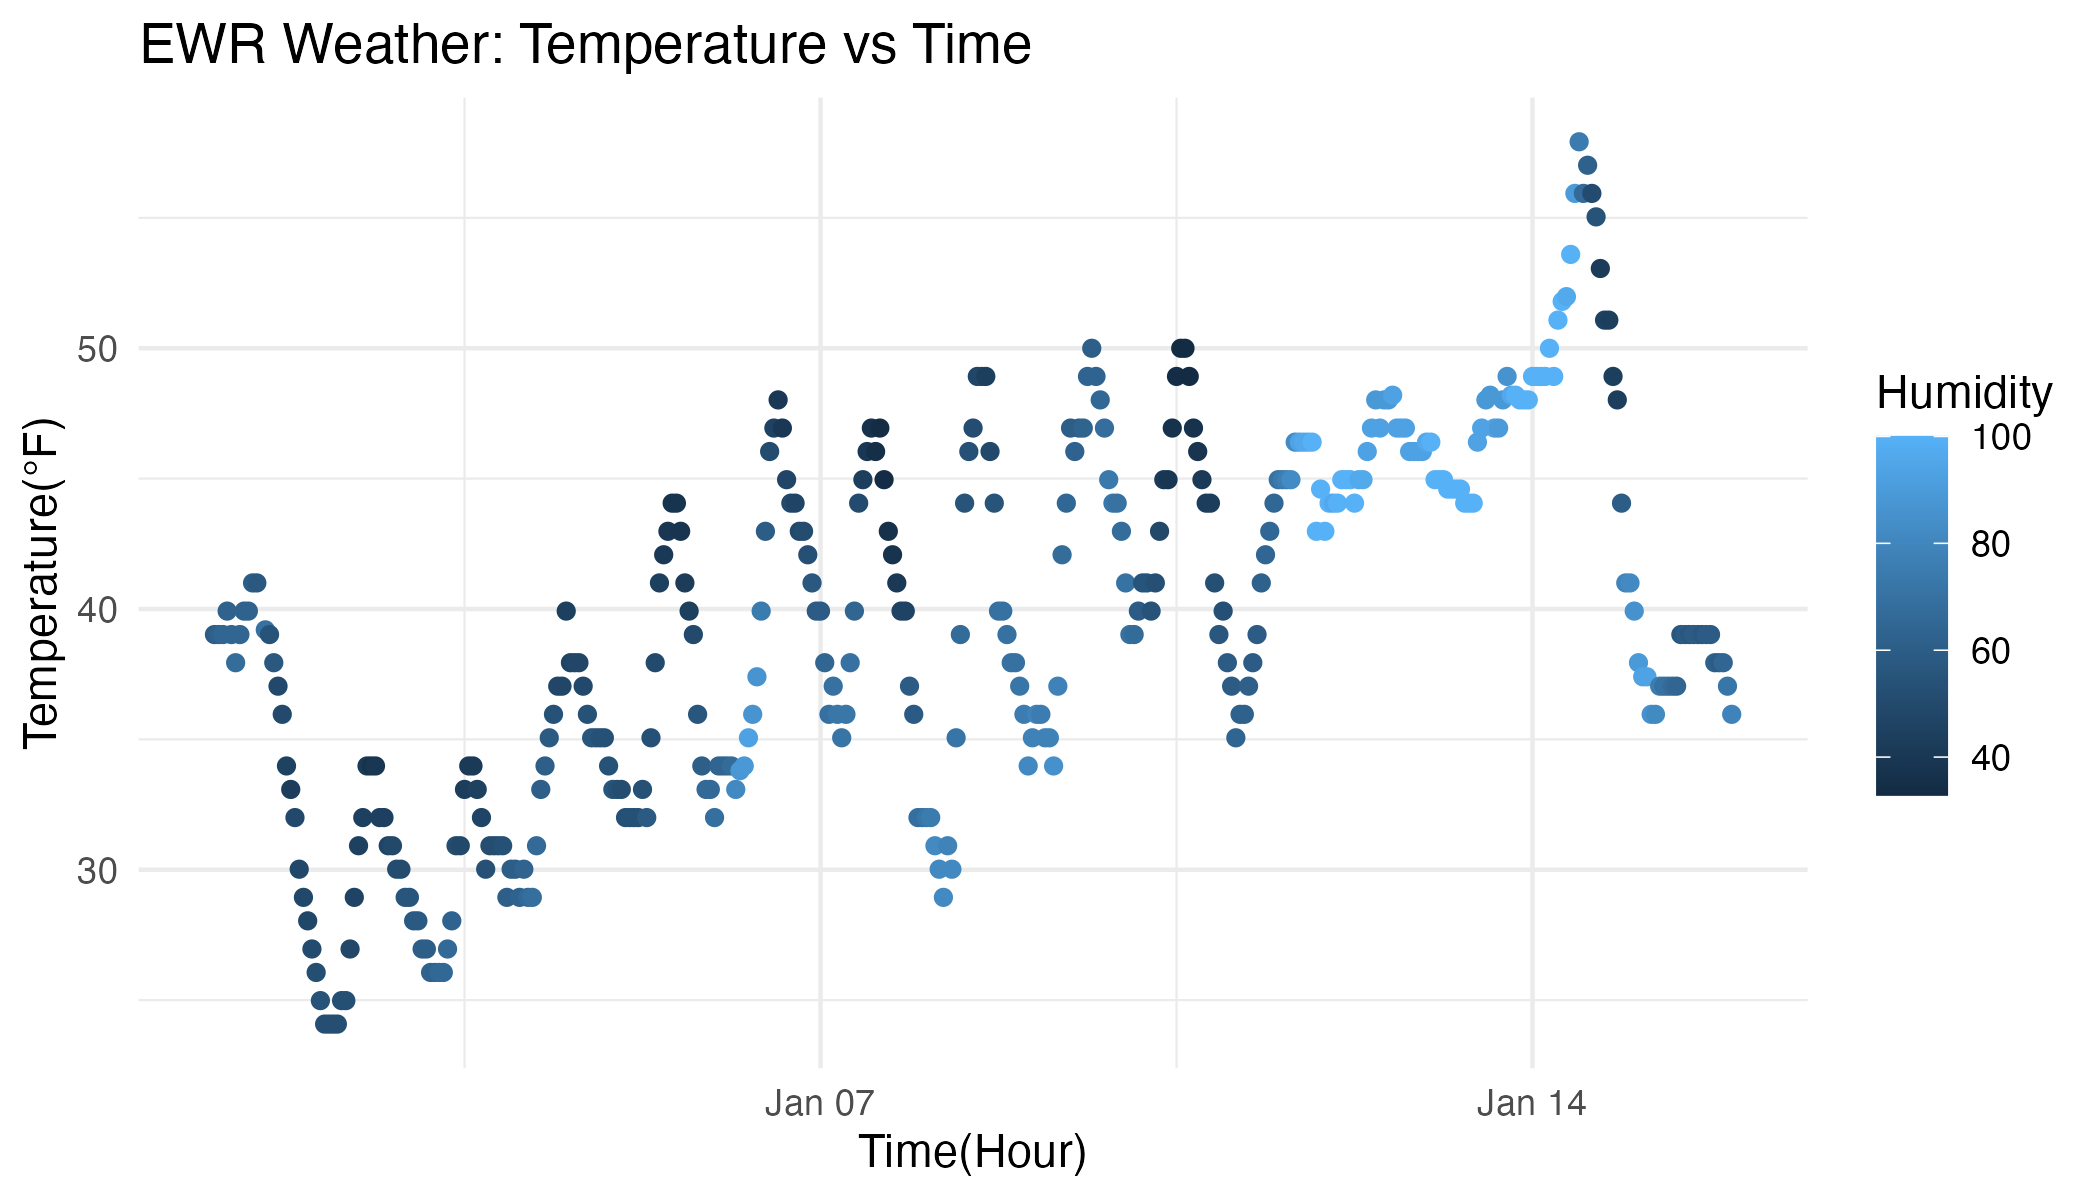 EWR Weather: Temperature vs Time
Temperature(°F)
50
40
30
Jan 07
Jan 14
Time(Hour)
Humidity
100
80
60
40